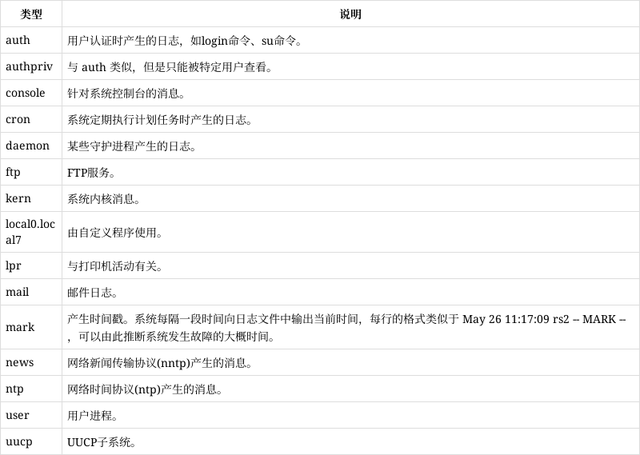 类型 说明
auth 用户认证时产生的日志，如login命令、su命令。
authpriv 与 auth 类似，但是只能被特定用户查看。
console 针对系统控制台的消息。
cron 系统定期执行计划任务时产生的日志。
daemon 某些守护进程产生的日志。
ftp FTP服务。
kern 系统内核消息。
local0.loc
al7 由自定义程序使用。
lpr 与打印机活动有关。
mail 邮件日志。
mark 产生时间戳。系统每隔一段时间向日志文件中输出当前时间，每行的格式类似于 May 26 11:17:09 rs2 -- MARK --
，可以由此推断系统发生故障的大概时间。
news 网络新闻传输协议(nntp)产生的消息。
ntp 网络时间协议(ntp)产生的消息。
user 用户进程。
uucp UUCP子系统。